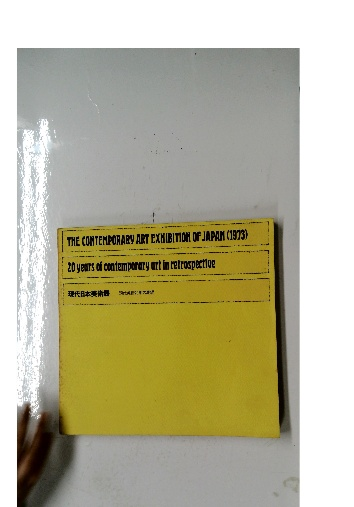 THE CONTEMPORARY ART EXHIBITION OF JAPAN (1973)
20 years of contemporary art in retrospective
現代日本美術展